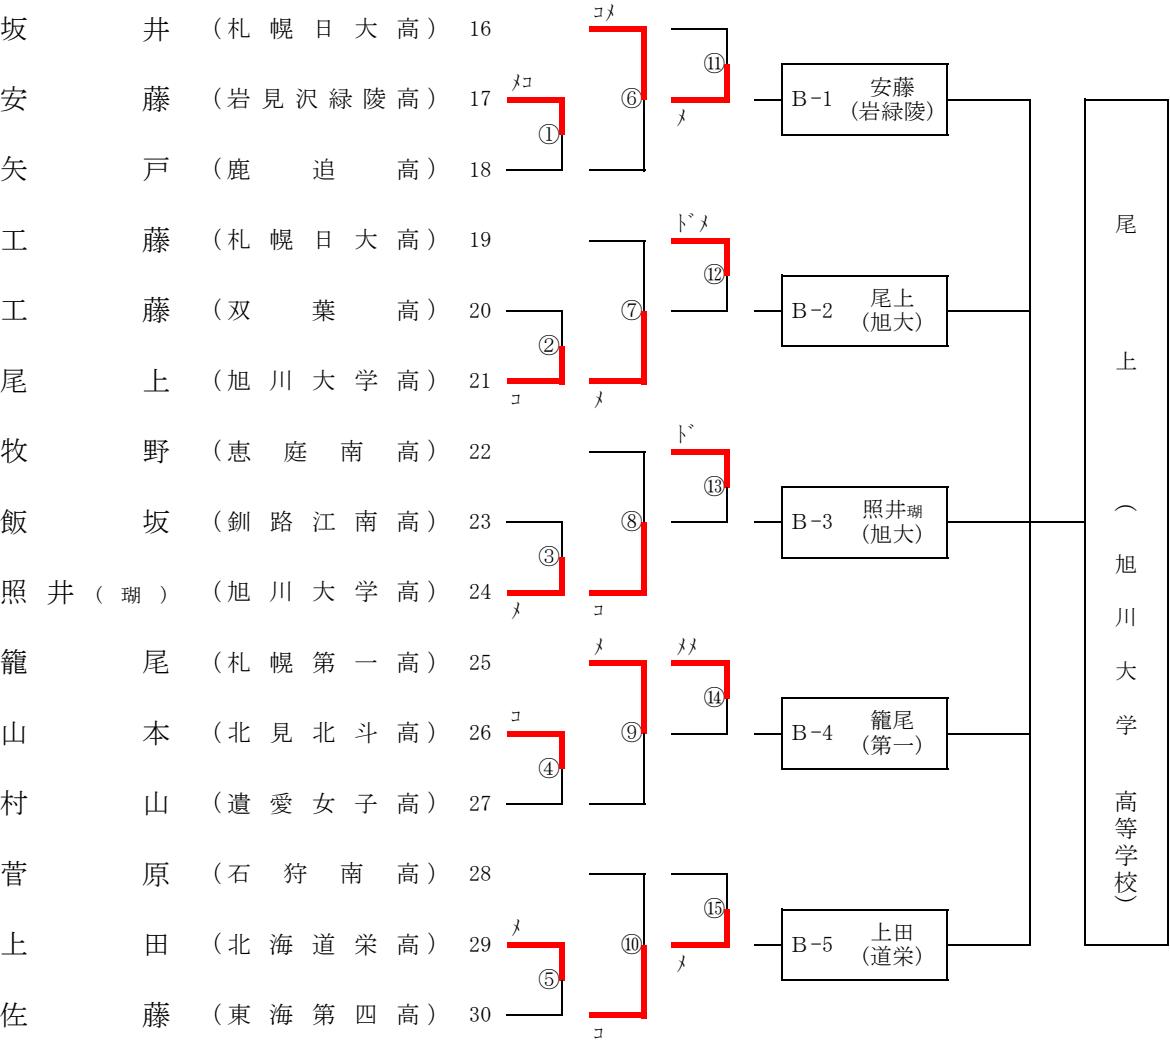 坂井 (札幌日大高) 16
安藤 (岩見沢緑陵高) 17
矢戸 (鹿追高) 18
工藤 (札幌日大高) 19
工藤 (双葉高) 20
尾上 (旭川大学高) 21
牧野 (恵庭南高) 22
飯坂 (釧路江南高) 23
照井(瑚) (旭川大学高) 24
籠尾 (札幌第一高) 25
山本 (北見北斗高) 26
村山 (遺愛女子高) 27
菅原 (石狩南高) 28
上田 (北海道栄高) 29
佐藤 (東海第四高) 30
ﾒｺ
①
②
ｺ
③
ﾒ
ｺ
④
ﾒ
⑤
ｺﾒ
⑥
⑦
ﾒ
⑧
ｺ
ﾒ
⑨
⑩
ｺ
⑪
ﾒ
ﾄﾞﾒ
⑫
ﾄﾞ
⑬
ﾒﾒ
⑭
⑮
ﾒ
B-1 安藤
(岩緑陵)
B-2 尾上
(旭大)
B-3 照井瑚
(旭大)
B-4 籠尾
(第一)
B-5 上田
(道栄)
尾上(旭川大学高等学校)